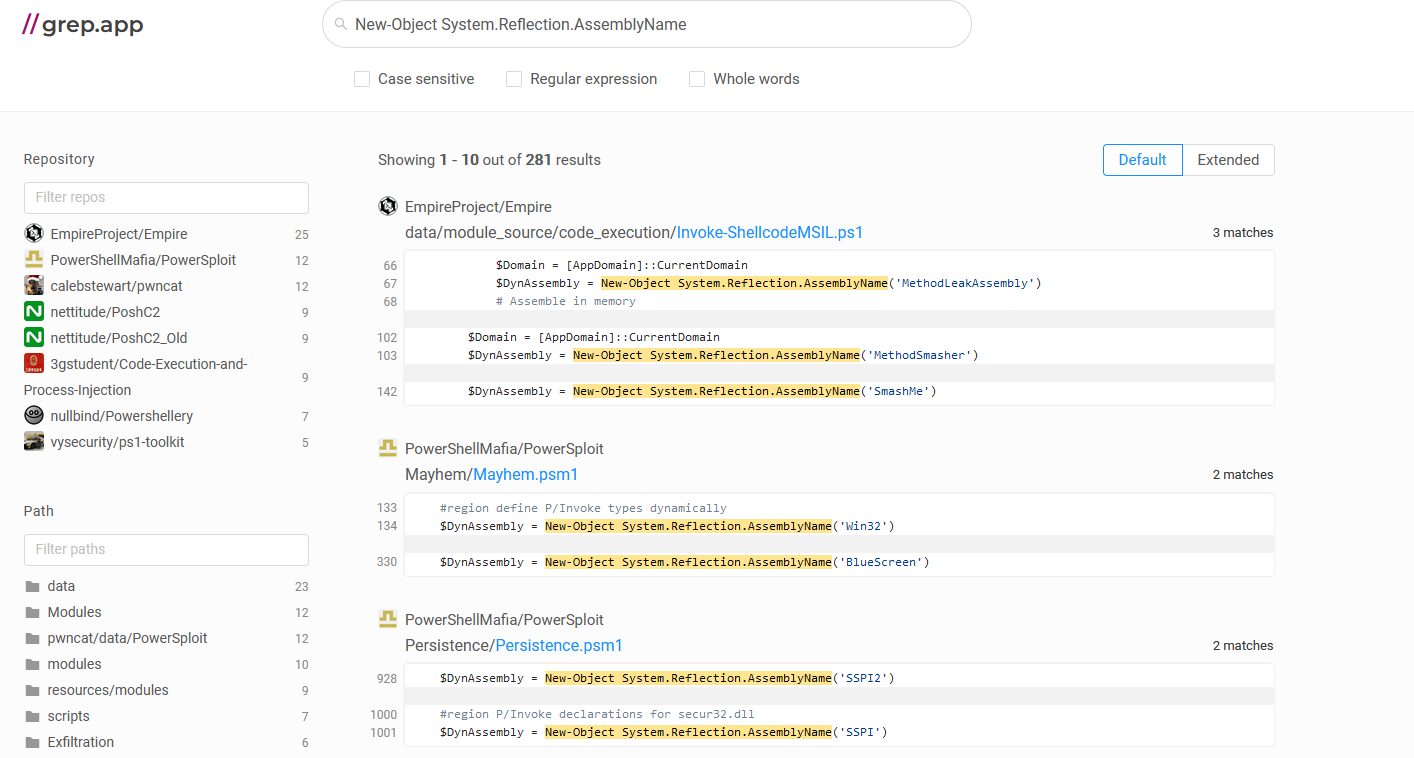 //grep.app
New-Object System.Reflection.AssemblyName
Case sensitive
Regular expression
Whole words
Repository
Filter repos
EmpireProject/Empire 25
PowerShellMafia/PowerSploit 12
calebstewart/pwncat 12
nettitude/PoshC2 9
nettitude/PoshC2_Old 9
3gstudent/Code-Execution-and-
Process-Injection 9
nullbind/Powershellery 7
vysecurity/ps1-toolkit 5
Path
Filter paths
data 23
Modules 12
pwncat/data/PowerSploit 12
modules 10
resources/modules 9
scripts 7
Exfiltration 6
Showing 1 - 10 out of 281 results
Default
Extended
EmpireProject/Empire
data/module_source/code_execution/Invoke-ShellcodeMSIL.ps1 3 matches
66 $Domain = [AppDomain]::CurrentDomain
67 $DynAssembly = New-Object System.Reflection.AssemblyName('MethodLeakAssembly')
68 # Assemble in memory
102 $Domain = [AppDomain]::CurrentDomain
103 $DynAssembly = New-Object System.Reflection.AssemblyName('MethodSmasher')
142 $DynAssembly = New-Object System.Reflection.AssemblyName('SmashMe')
PowerShellMafia/PowerSploit
Mayhem/Mayhem.psm1 2 matches
133 #region define P/Invoke types dynamically
134 $DynAssembly = New-Object System.Reflection.AssemblyName('Win32')
330 $DynAssembly = New-Object System.Reflection.AssemblyName('BlueScreen')
PowerShellMafia/PowerSploit
Persistence/Persistence.psm1 2 matches
928 $DynAssembly = New-Object System.Reflection.AssemblyName('SSPI2')
1000 #region P/Invoke declarations for secur32.dll
1001 $DynAssembly = New-Object System.Reflection.AssemblyName('SSPI')